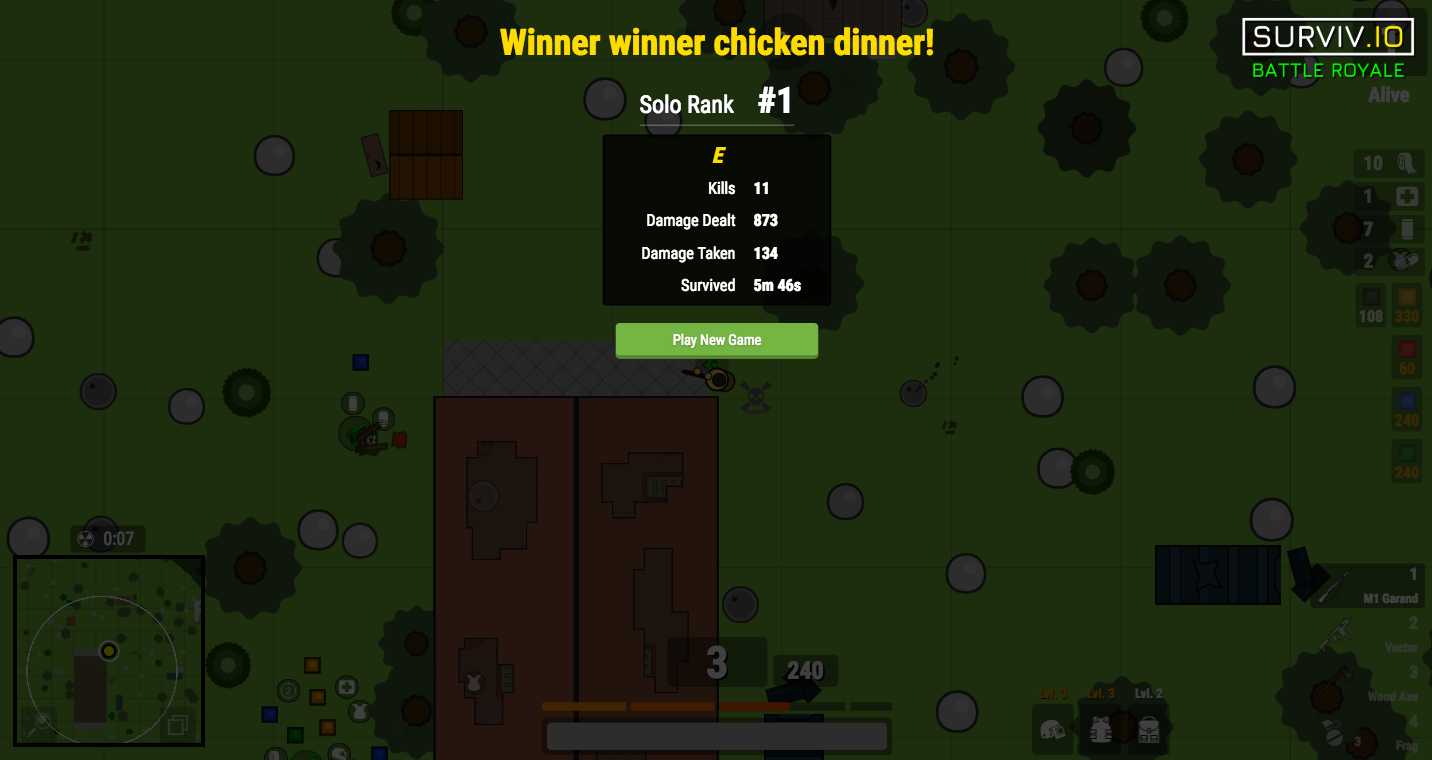 Winner winner chicken dinner!
SURVIV.IO
BATTLE ROYALE
Solo Rank #1
Alive
E
Kills 11
Damage Dealt 873
Damage Taken 134
Survived 5m 46s
Play New Game
10
1
7
2
108 330
60
240
240
0:07
1
M1 Garand
2
Vector
3
Wood Axe
4
3
Frag
3 240
Lvl. 3 Lvl. 3 Lvl. 2
2